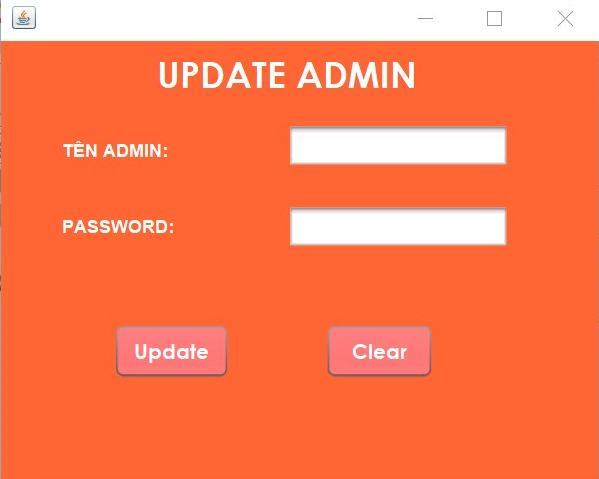 UPDATE ADMIN
TÊN ADMIN:
PASSWORD:
Update
Clear